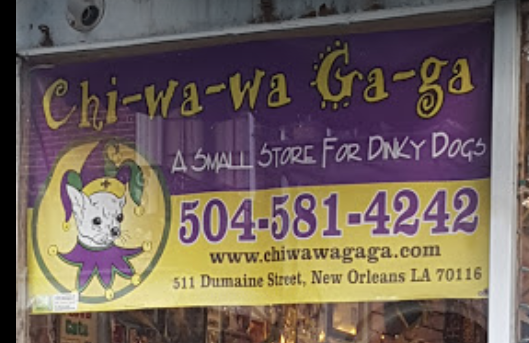 Chi-wa-wa Ga-ga
A Small Store For Dinky Dogs
504-581-4242
www.chiwawagaga.com
511 Dumaine Street, New Orleans LA 70116